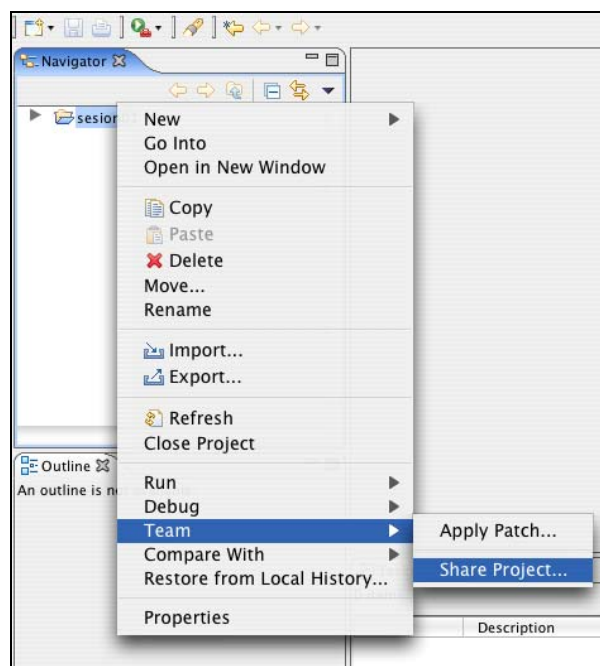 Navigator
sesion
New
Go Into
Open in New Window
Copy
Paste
Delete
Move...
Rename
Import...
Export...
Refresh
Close Project
Outline
An outline is n
Run
Debug
Team
Compare With
Restore from Local History...
Properties
Apply Patch...
Share Project...
Description